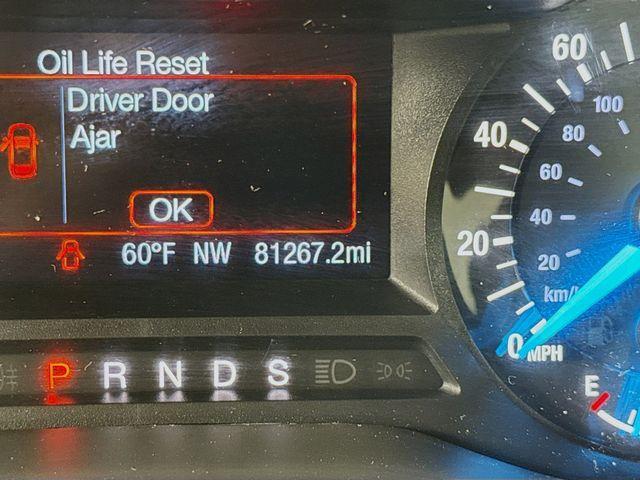 Oil Life Reset
Driver Door
Ajar
OK
60°F NW 81267.2mi
P R N D S
60
40
20
0
MPH
100
80
60
40
20
km/
C
E